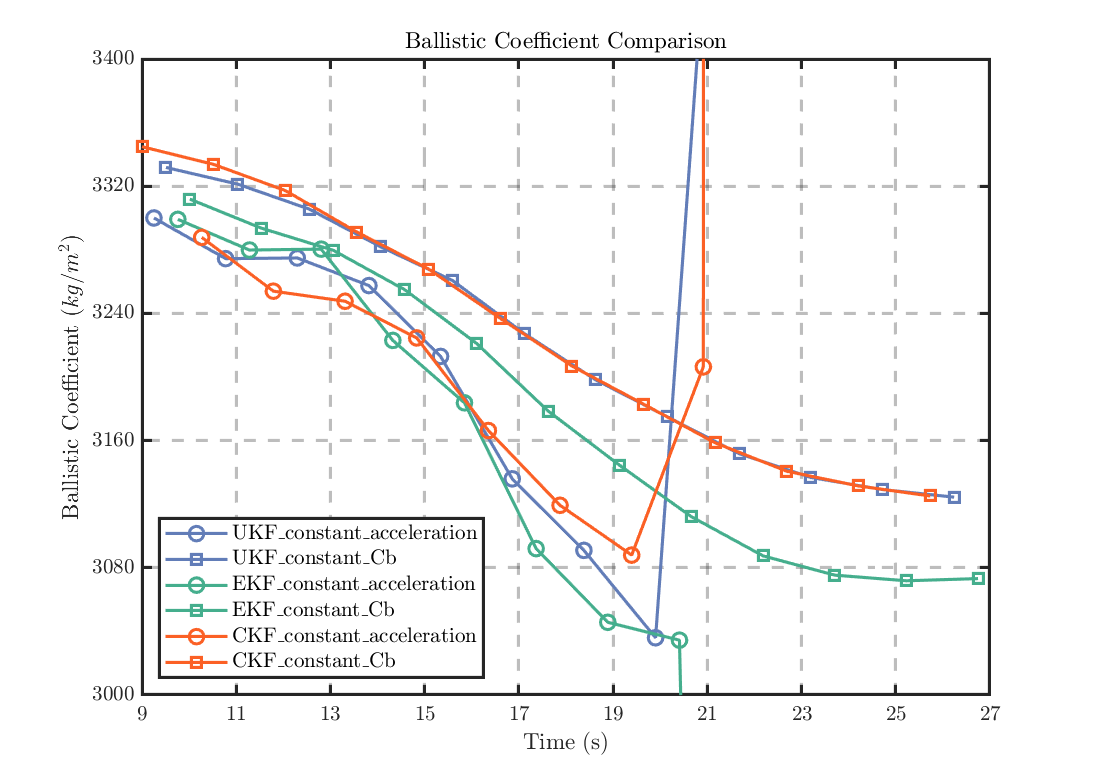 Ballistic Coefficient Comparison
3400
3320
3240
3160
3080
3000
Ballistic Coefficient (kg/m²)
UKF_constant_acceleration
UKF_constant_Cb
EKF_constant_acceleration
EKF_constant_Cb
CKF_constant_acceleration
CKF_constant_Cb
9 11 13 15 17 19 21 23 25 27
Time (s)